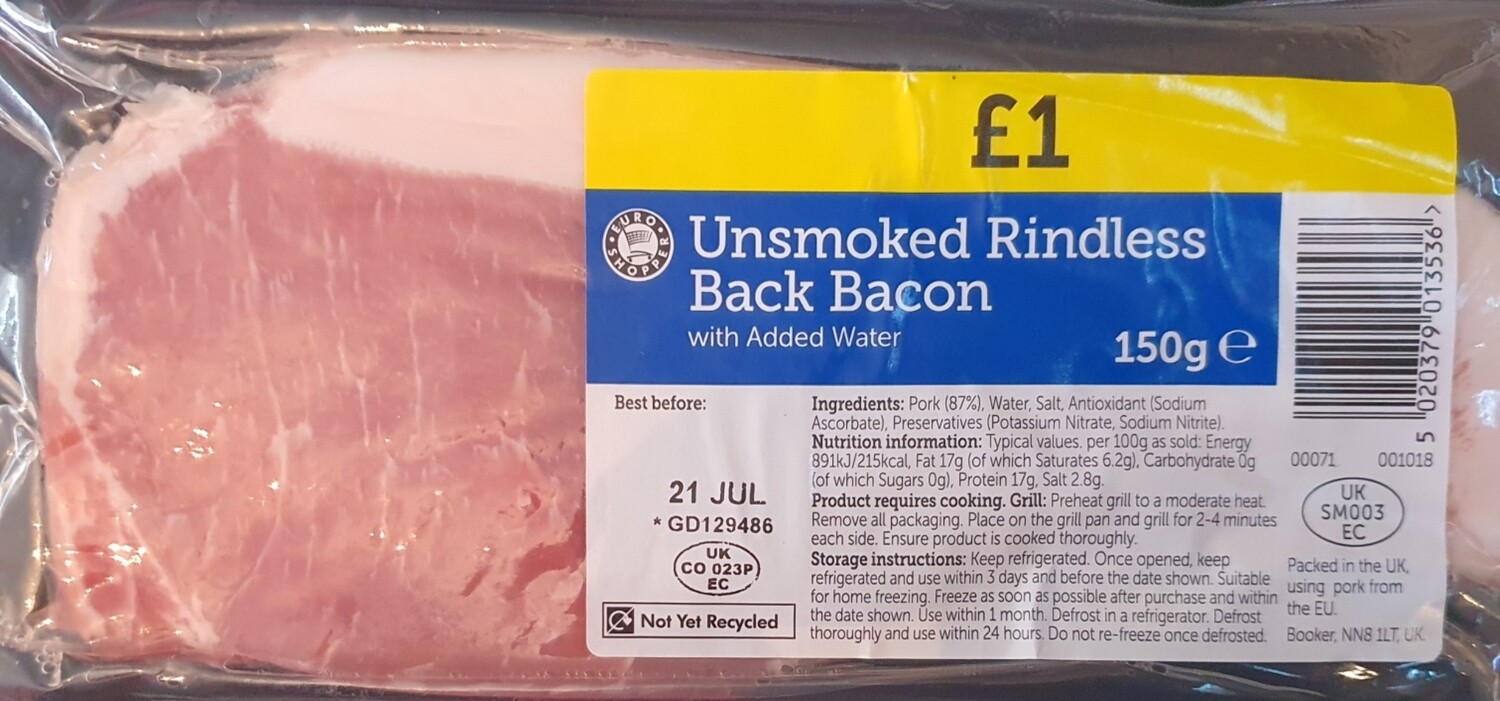 £1
EURO SHOPPER
Unsmoked Rindless
Back Bacon
with Added Water
150g ℮
Best before:
21 JUL
* GD129486
UK
CO 023P
EC
Not Yet Recycled
Ingredients: Pork (87%), Water, Salt, Antioxidant (Sodium
Ascorbate), Preservatives (Potassium Nitrate, Sodium Nitrite).
Nutrition information: Typical values. per 100g as sold: Energy
891kJ/215kcal, Fat 17g (of which Saturates 6.2g), Carbohydrate 0g
(of which Sugars 0g), Protein 17g, Salt 2.8g.
Product requires cooking. Grill: Preheat grill to a moderate heat.
Remove all packaging. Place on the grill pan and grill for 2-4 minutes
each side. Ensure product is cooked thoroughly.
Storage instructions: Keep refrigerated. Once opened, keep
refrigerated and use within 3 days and before the date shown. Suitable
for home freezing. Freeze as soon as possible after purchase and within
the date shown. Use within 1 month. Defrost in a refrigerator. Defrost
thoroughly and use within 24 hours. Do not re-freeze once defrosted.
5 020379 013536 >
00071 001018
UK
SM003
EC
Packed in the UK,
using pork from
the EU.
Booker, NN8 1LT, UK.